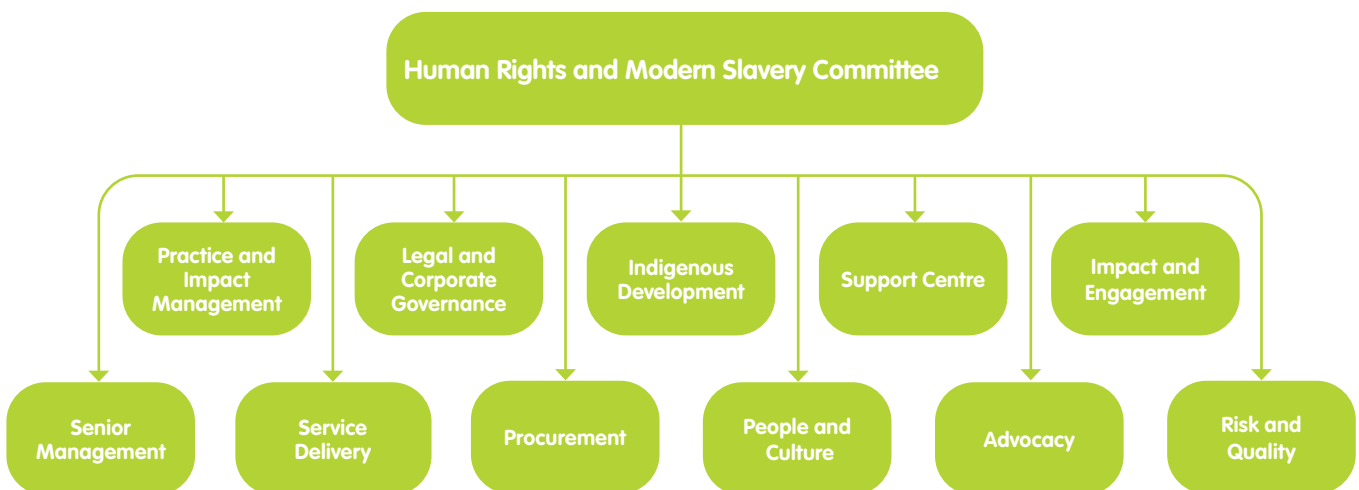 Human Rights and Modern Slavery Committee
Practice and
Impact
Management
Legal and
Corporate
Governance
Indigenous
Development
Support Centre
Impact and
Engagement
Senior
Management
Service
Delivery
Procurement
People and
Culture
Advocacy
Risk and
Quality